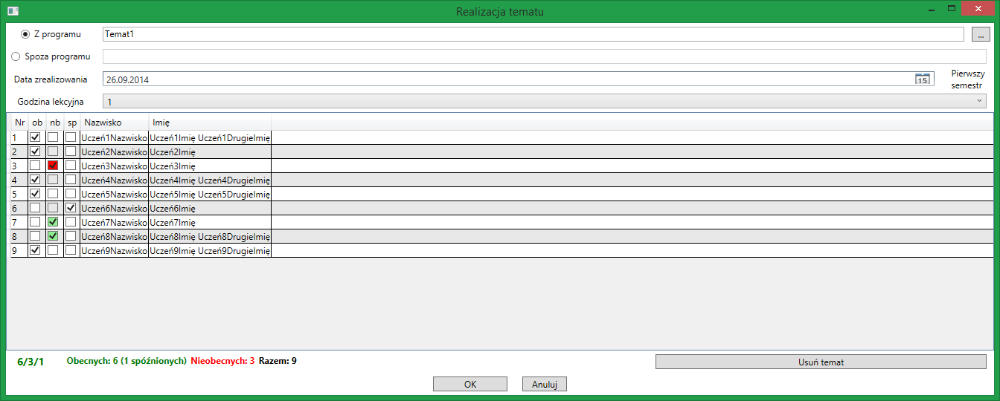 Realizacja tematu
Z programu Temat1 ...
Spoza programu
Data zrealizowania 26.09.2014 15 Pierwszy semestr
Godzina lekcyjna 1
Nr ob nb sp Nazwisko Imię
1 Uczeń1Nazwisko Uczeń1Imię Uczeń1DrugieImię
2 Uczeń2Nazwisko Uczeń2Imię
3 Uczeń3Nazwisko Uczeń3Imię
4 Uczeń4Nazwisko Uczeń4Imię Uczeń4DrugieImię
5 Uczeń5Nazwisko Uczeń5Imię Uczeń5DrugieImię
6 Uczeń6Nazwisko Uczeń6Imię
7 Uczeń7Nazwisko Uczeń7Imię
8 Uczeń8Nazwisko Uczeń8Imię Uczeń8DrugieImię
9 Uczeń9Nazwisko Uczeń9Imię Uczeń9DrugieImię
6/3/1 Obecnych: 6 (1 spóźnionych) Nieobecnych: 3 Razem: 9 Usuń temat
OK Anuluj